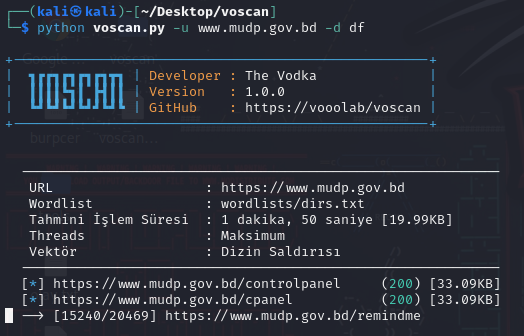 (kali㉿kali)-[~/Desktop/voscan]
$ python voscan.py -u www.mudp.gov.bd -d df
VOSCAN
Developer : The Vodka
Version : 1.0.0
GitHub : https://vooolab/voscan
URL : https://www.mudp.gov.bd
Wordlist : wordlists/dirs.txt
Tahmini İşlem Süresi : 1 dakika, 50 saniye [19.99KB]
Threads : Maksimum
Vektör : Dizin Saldırısı
[*] https://www.mudp.gov.bd/controlpanel (200) [33.09KB]
[*] https://www.mudp.gov.bd/cpanel (200) [33.09KB]
—→ [15240/20469] https://www.mudp.gov.bd/remindme